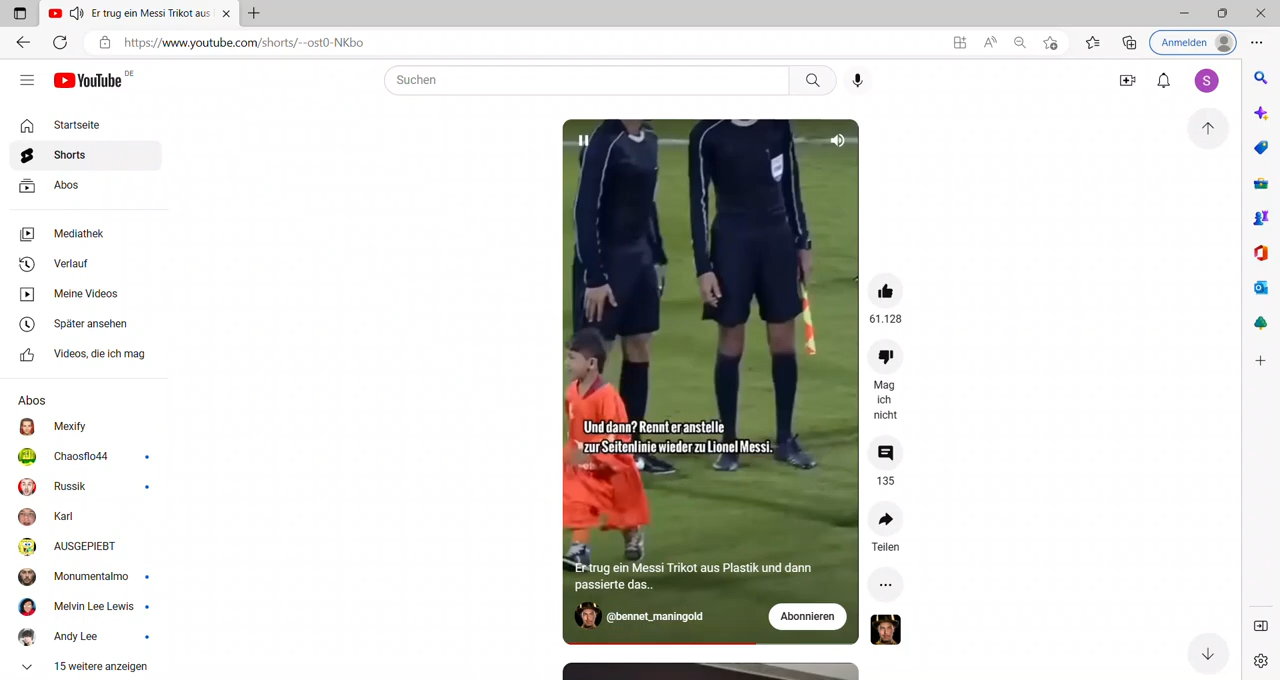 Er trug ein Messi Trikot aus
https://www.youtube.com/shorts/--ost0-NKbo
Anmelden
YouTube DE
Suchen
S
Startseite
Shorts
Abos
Mediathek
Verlauf
Meine Videos
Später ansehen
Videos, die ich mag
Abos
Mexify
Chaosflo44
Russik
Karl
AUSGEPIEBT
Monumentalmo
Melvin Lee Lewis
Andy Lee
15 weitere anzeigen
Und dann? Rennt er anstelle
zur Seitenlinie wieder zu Lionel Messi.
Er trug ein Messi Trikot aus Plastik und dann
passierte das..
@bennet_maningold
Abonnieren
61.128
Mag
ich
nicht
135
Teilen